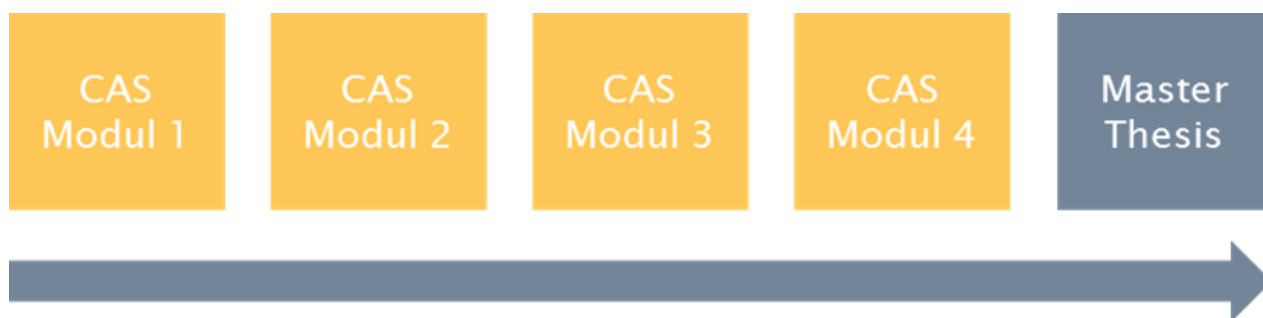 CAS
Modul 1
CAS
Modul 2
CAS
Modul 3
CAS
Modul 4
Master
Thesis